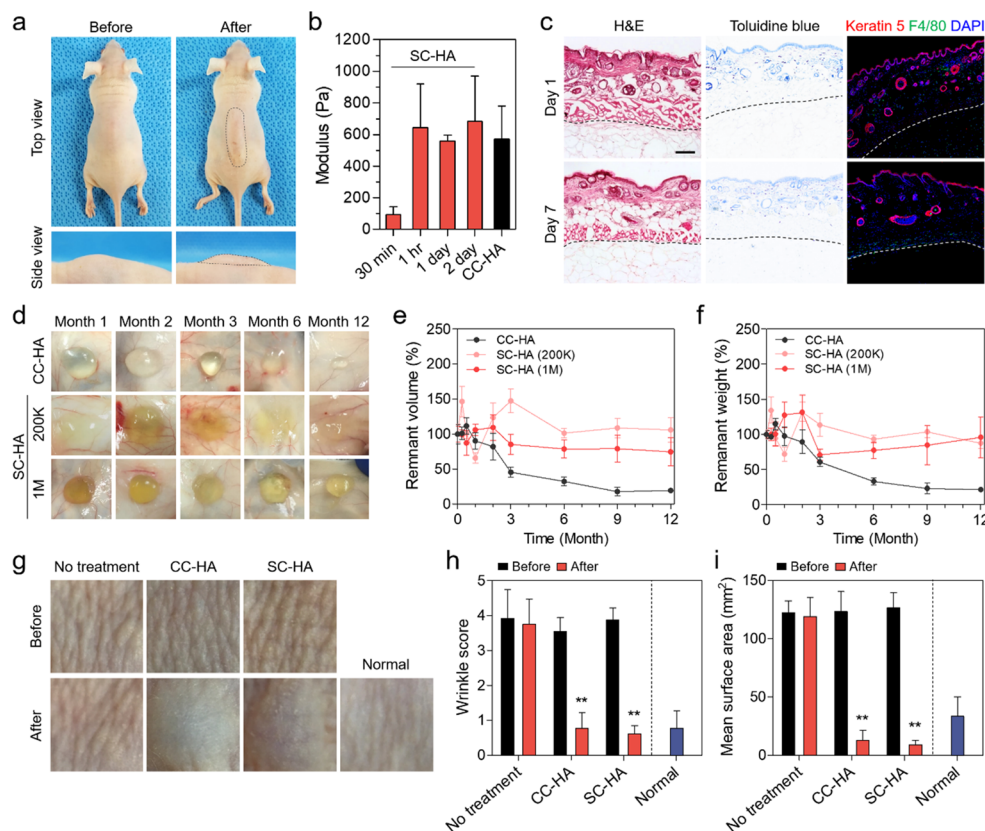 a
Before
After
Top view
Side view
b
SC-HA
Modulus (Pa)
1200
1000
800
600
400
200
0
30 min
1 hr
1 day
2 day
CC-HA
c
H&E
Toluidine blue
Keratin 5 F4/80 DAPI
Day 1
Day 7
d
Month 1
Month 2
Month 3
Month 6
Month 12
CC-HA
SC-HA
200K
1M
e
Remnant volume (%)
250
200
150
100
50
0
CC-HA
SC-HA (200K)
SC-HA (1M)
0 3 6 9 12
Time (Month)
f
Remant weight (%)
250
200
150
100
50
0
CC-HA
SC-HA (200K)
SC-HA (1M)
0 3 6 9 12
Time (Month)
g
No treatment
CC-HA
SC-HA
Before
Normal
After
h
Before
After
Wrinkle score
5
4
3
2
1
0
**
**
No treatment
CC-HA
SC-HA
Normal
i
Before
After
Mean surface area (mm²)
150
100
50
0
**
**
No treatment
CC-HA
SC-HA
Normal